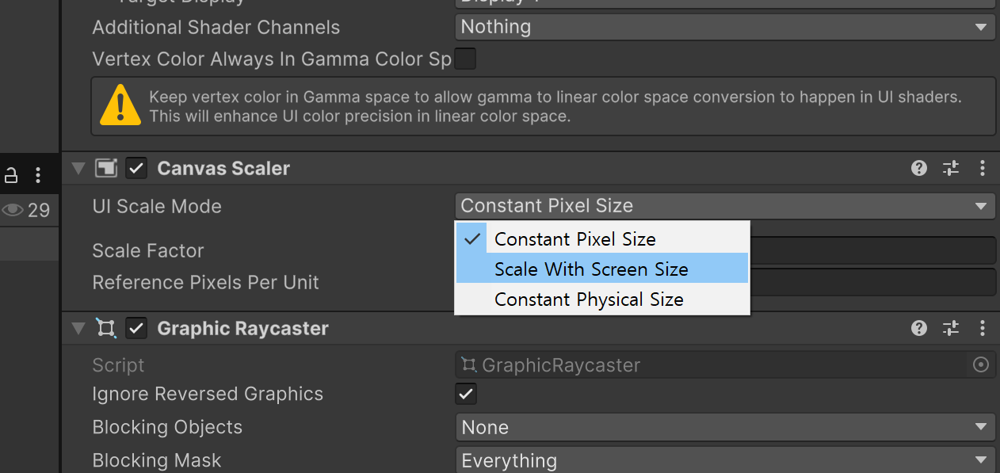 Additional Shader Channels Nothing
Vertex Color Always In Gamma Color Sp
Keep vertex color in Gamma space to allow gamma to linear color space conversion to happen in UI shaders.
This will enhance UI color precision in linear color space.
Canvas Scaler
29
UI Scale Mode Constant Pixel Size
Constant Pixel Size
Scale Factor
Scale With Screen Size
Reference Pixels Per Unit
Constant Physical Size
Graphic Raycaster
Script GraphicRaycaster
Ignore Reversed Graphics
Blocking Objects None
Blocking Mask Everything